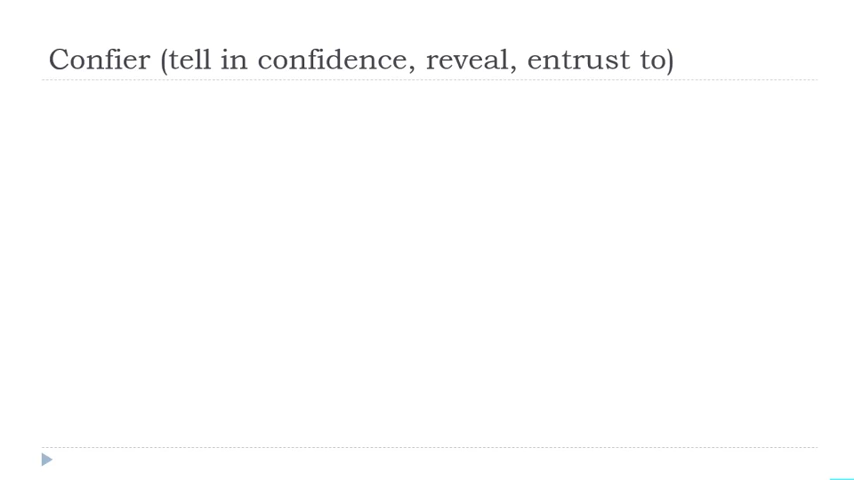 Confier (tell in confidence, reveal, entrust to)